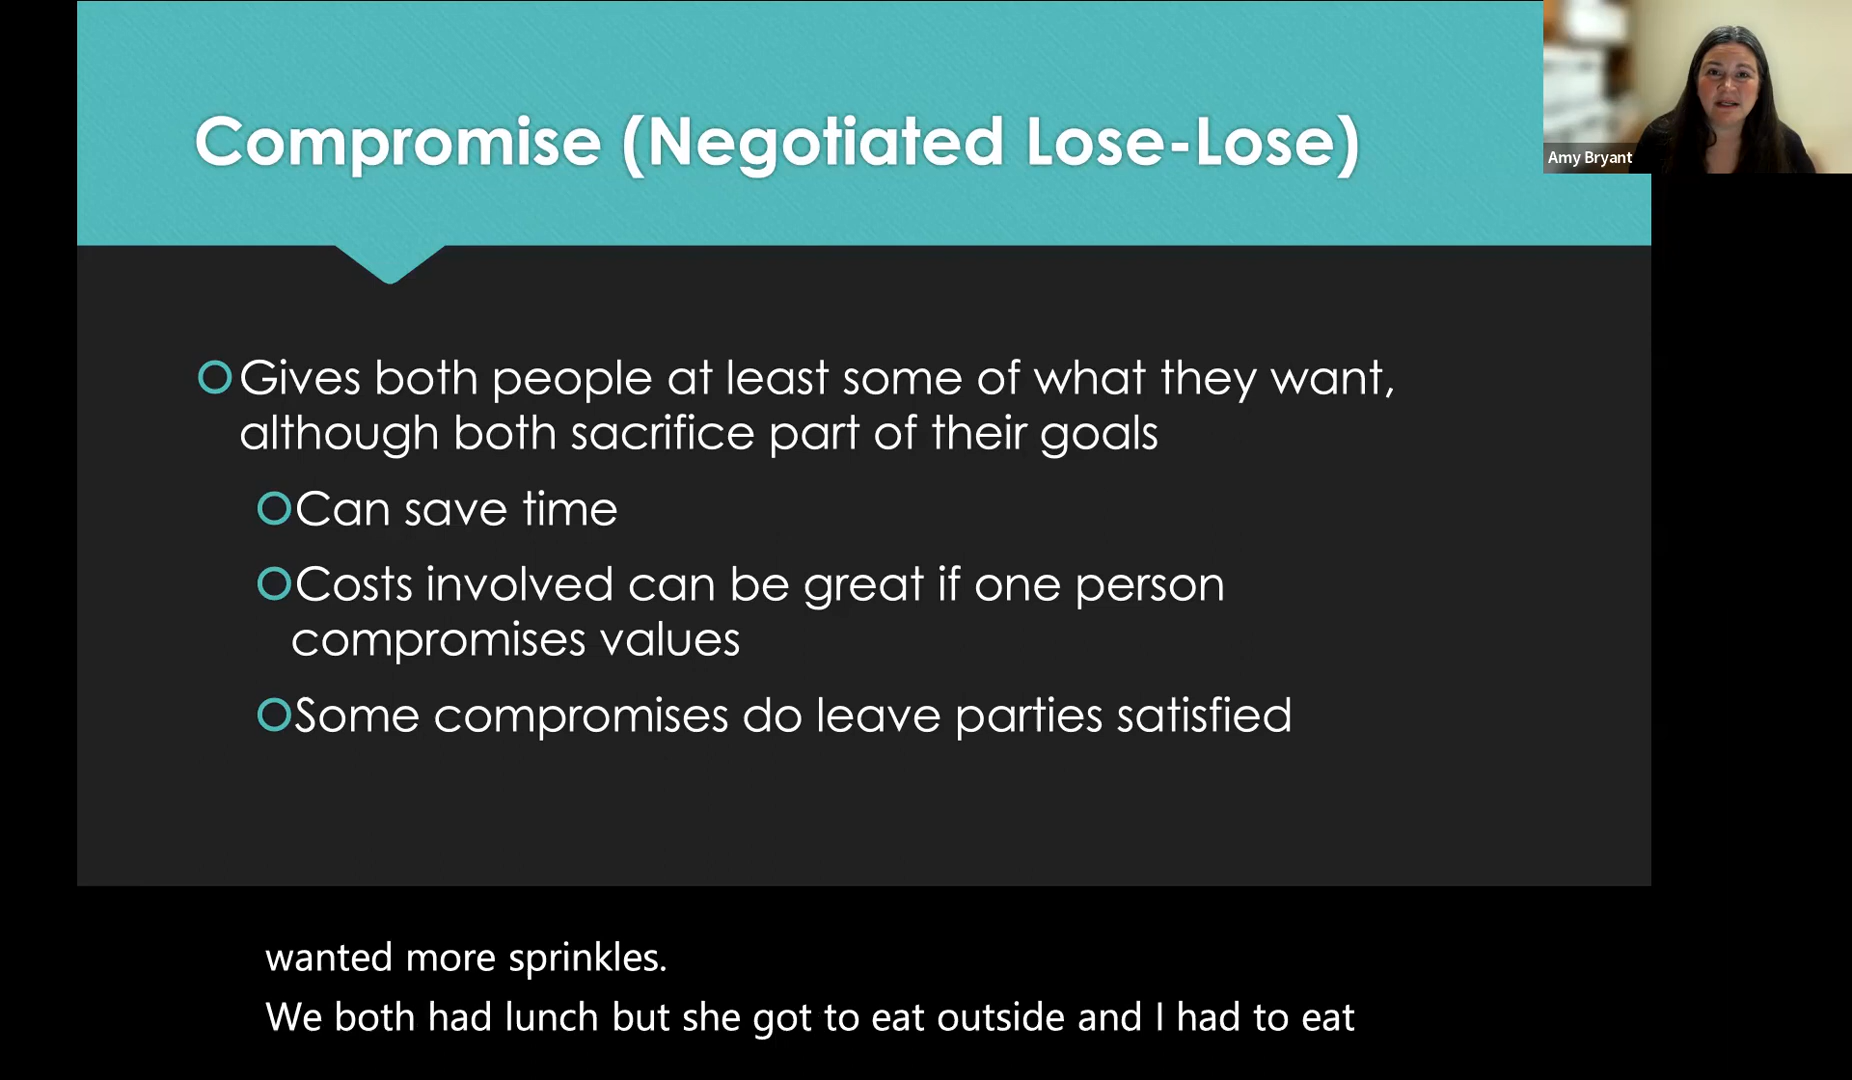 Compromise (Negotiated Lose-Lose)
Amy Bryant
Gives both people at least some of what they want,
although both sacrifice part of their goals
Can save time
Costs involved can be great if one person
compromises values
Some compromises do leave parties satisfied
wanted more sprinkles.
We both had lunch but she got to eat outside and I had to eat